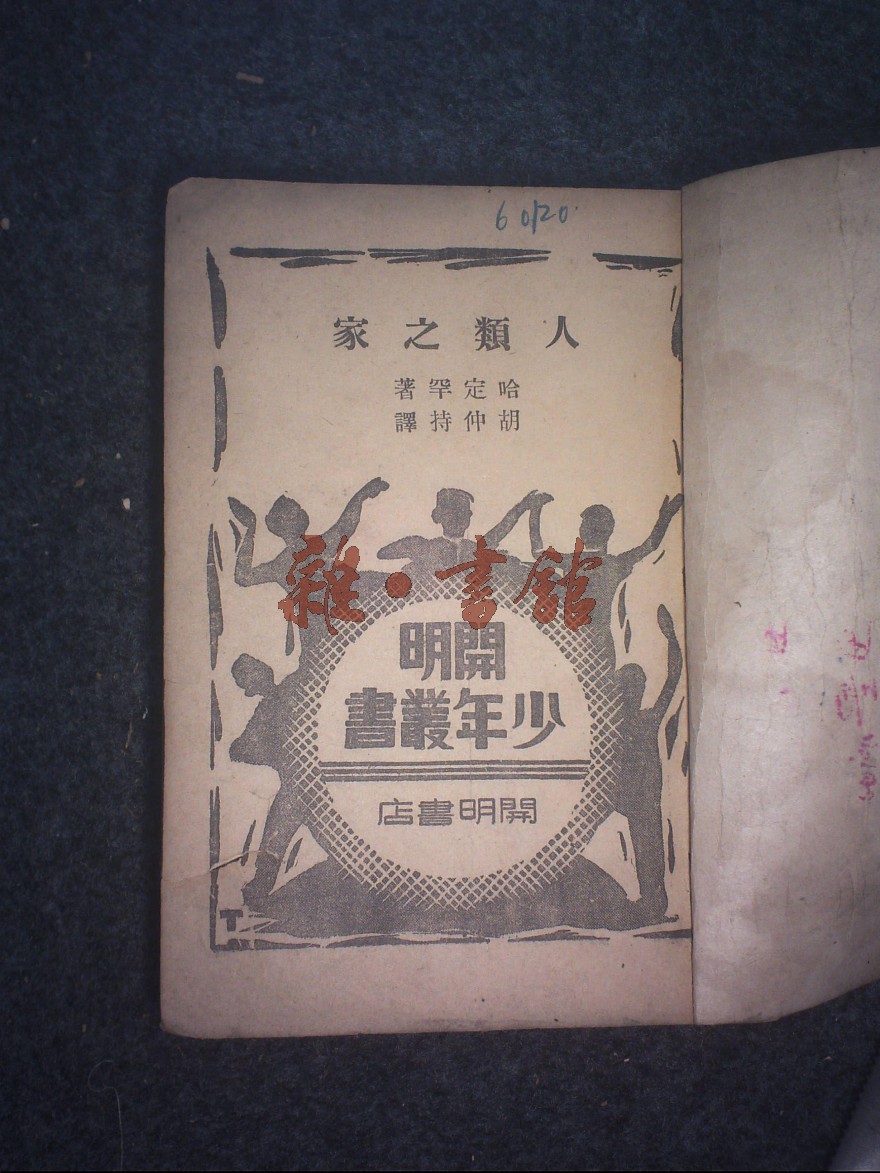 60120
人類之家
哈定罕著
胡仲持譯
雜·書館
開明
少年叢書
開明書店